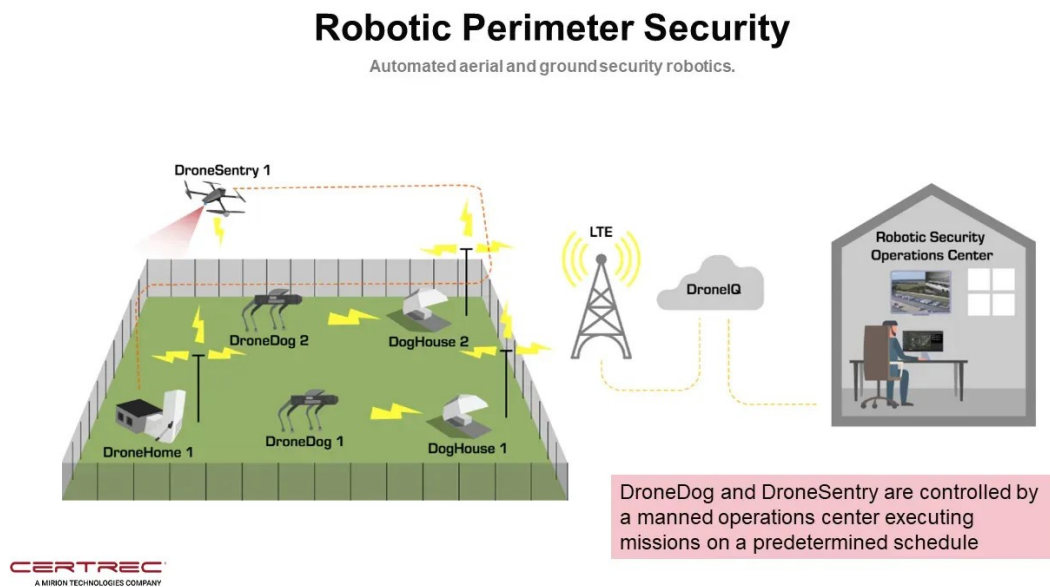 Robotic Perimeter Security
Automated aerial and ground security robotics.
DroneSentry 1
LTE
Robotic Security
Operations Center
DroneIQ
DroneDog 2
DogHouse 2
DroneHome 1
DroneDog 1
DogHouse 1
DroneDog and DroneSentry are controlled by
a manned operations center executing
missions on a predetermined schedule
CERTREC
A MIRION TECHNOLOGIES COMPANY